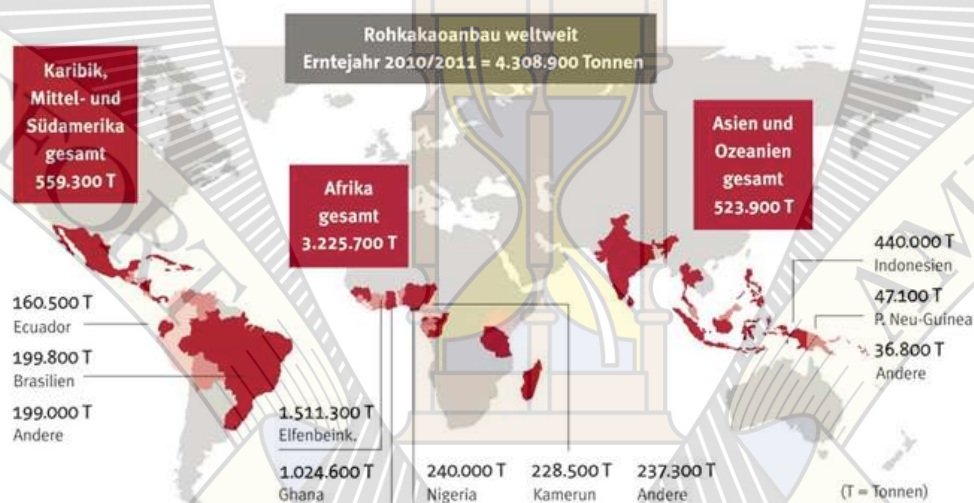 Rohkakaoanbau weltweit
Erntejahr 2010/2011 = 4.308.900 Tonnen
Karibik,
Mittel- und
Südamerika
gesamt
559.300 T
Afrika
gesamt
3.225.700 T
Asien und
Ozeanien
gesamt
523.900 T
160.500 T
Ecuador
199.800 T
Brasilien
199.000 T
Andere
1.511.300 T
Elfenbeink.
1.024.600 T
Ghana
240.000 T
Nigeria
228.500 T
Kamerun
237.300 T
Andere
440.000 T
Indonesien
47.100 T
P. Neu-Guinea
36.800 T
Andere
(T = Tonnen)